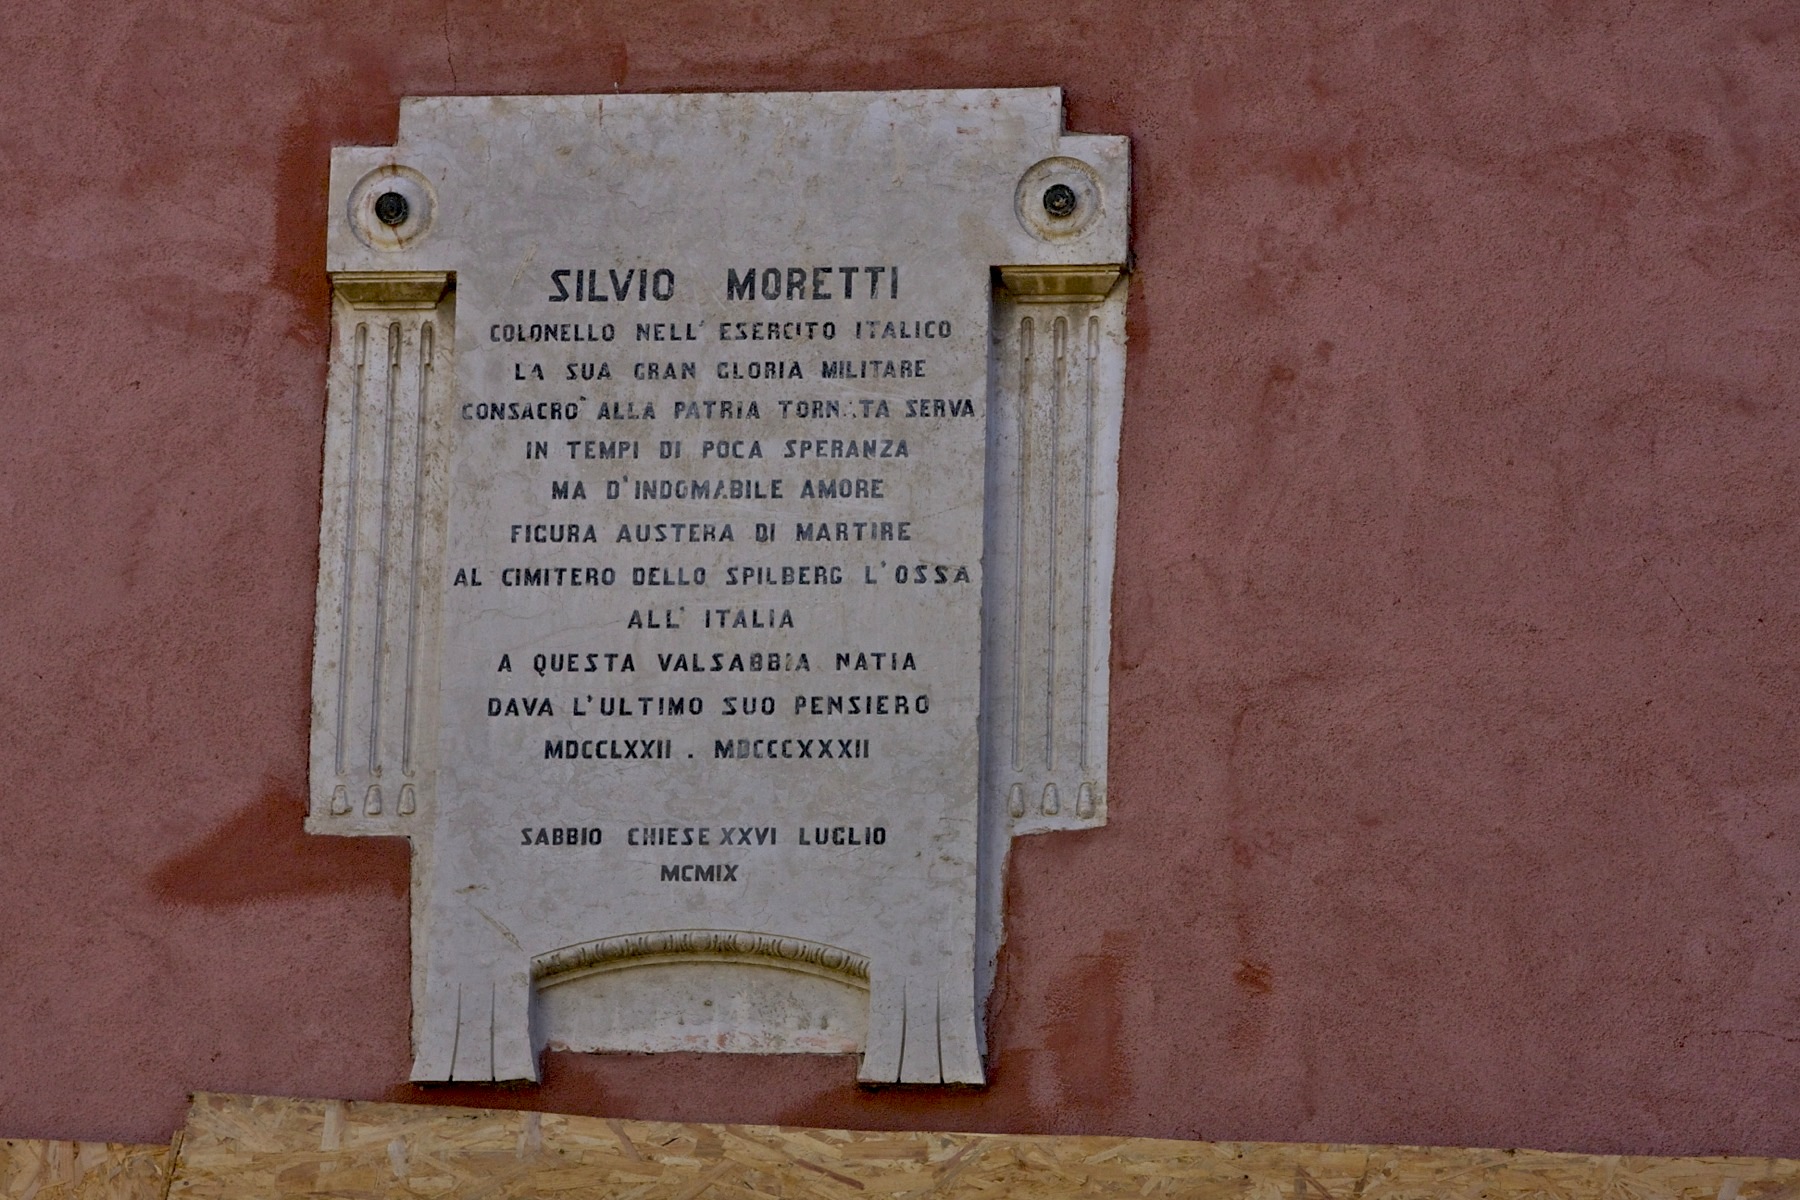 SILVIO MORETTI
COLONELLO NELL' ESERCITO ITALICO
LA SUA GRAN GLORIA MILITARE
CONSACRO' ALLA PATRIA TORNATA SERVA
IN TEMPI DI POCA SPERANZA
MA D'INDOMABILE AMORE
FIGURA AUSTERA DI MARTIRE
AL CIMITERO DELLO SPILBERG L'OSSA
ALL' ITALIA
A QUESTA VALSABBIA NATIA
DAVA L'ULTIMO SUO PENSIERO
MDCCLXXII . MDCCCXXXII
SABBIO CHIESE XXVI LUGLIO
MCMIX